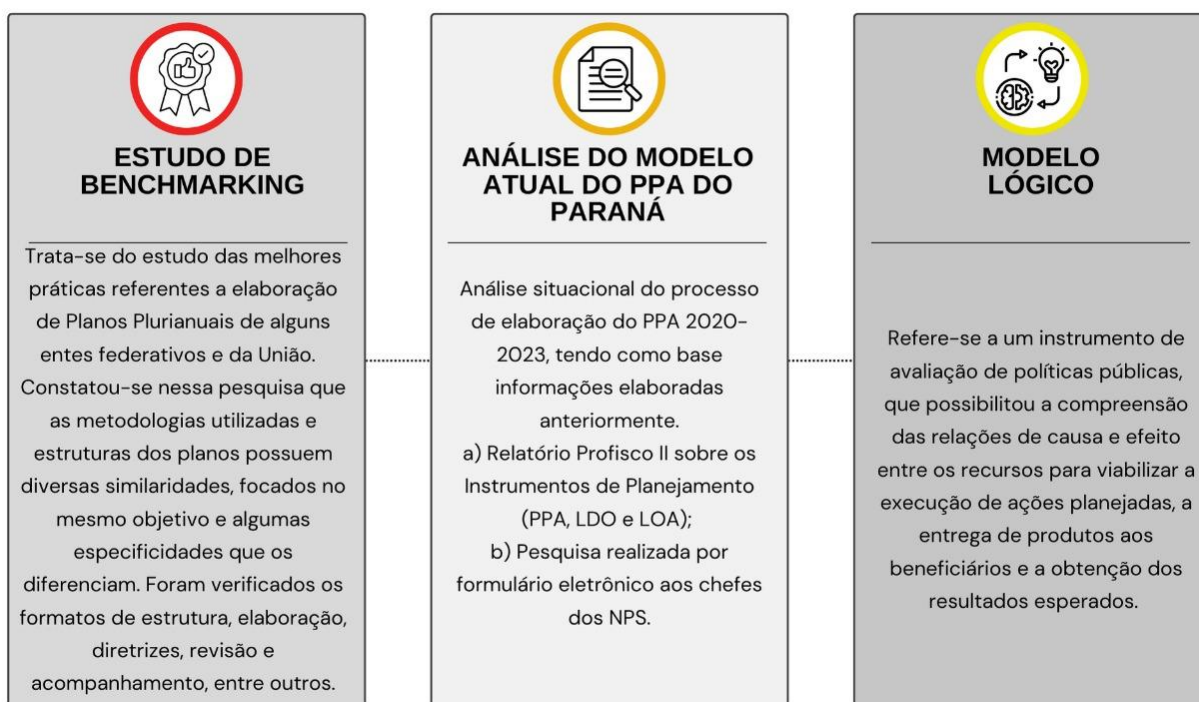 ESTUDO DE
BENCHMARKING
Trata-se do estudo das melhores
práticas referentes a elaboração
de Planos Plurianuais de alguns
entes federativos e da União.
Constatou-se nessa pesquisa que
as metodologias utilizadas e
estruturas dos planos possuem
diversas similaridades, focados no
mesmo objetivo e algumas
especificidades que os
diferenciam. Foram verificados os
formatos de estrutura, elaboração,
diretrizes, revisão e
acompanhamento, entre outros.
ANÁLISE DO MODELO
ATUAL DO PPA DO
PARANÁ
Análise situacional do processo
de elaboração do PPA 2020-
2023, tendo como base
informações elaboradas
anteriormente.
a) Relatório Profisco II sobre os
Instrumentos de Planejamento
(PPA, LDO e LOA);
b) Pesquisa realizada por
formulário eletrônico aos chefes
dos NPS.
MODELO
LÓGICO
Refere-se a um instrumento de
avaliação de políticas públicas,
que possibilitou a compreensão
das relações de causa e efeito
entre os recursos para viabilizar a
execução de ações planejadas, a
entrega de produtos aos
beneficiários e a obtenção dos
resultados esperados.